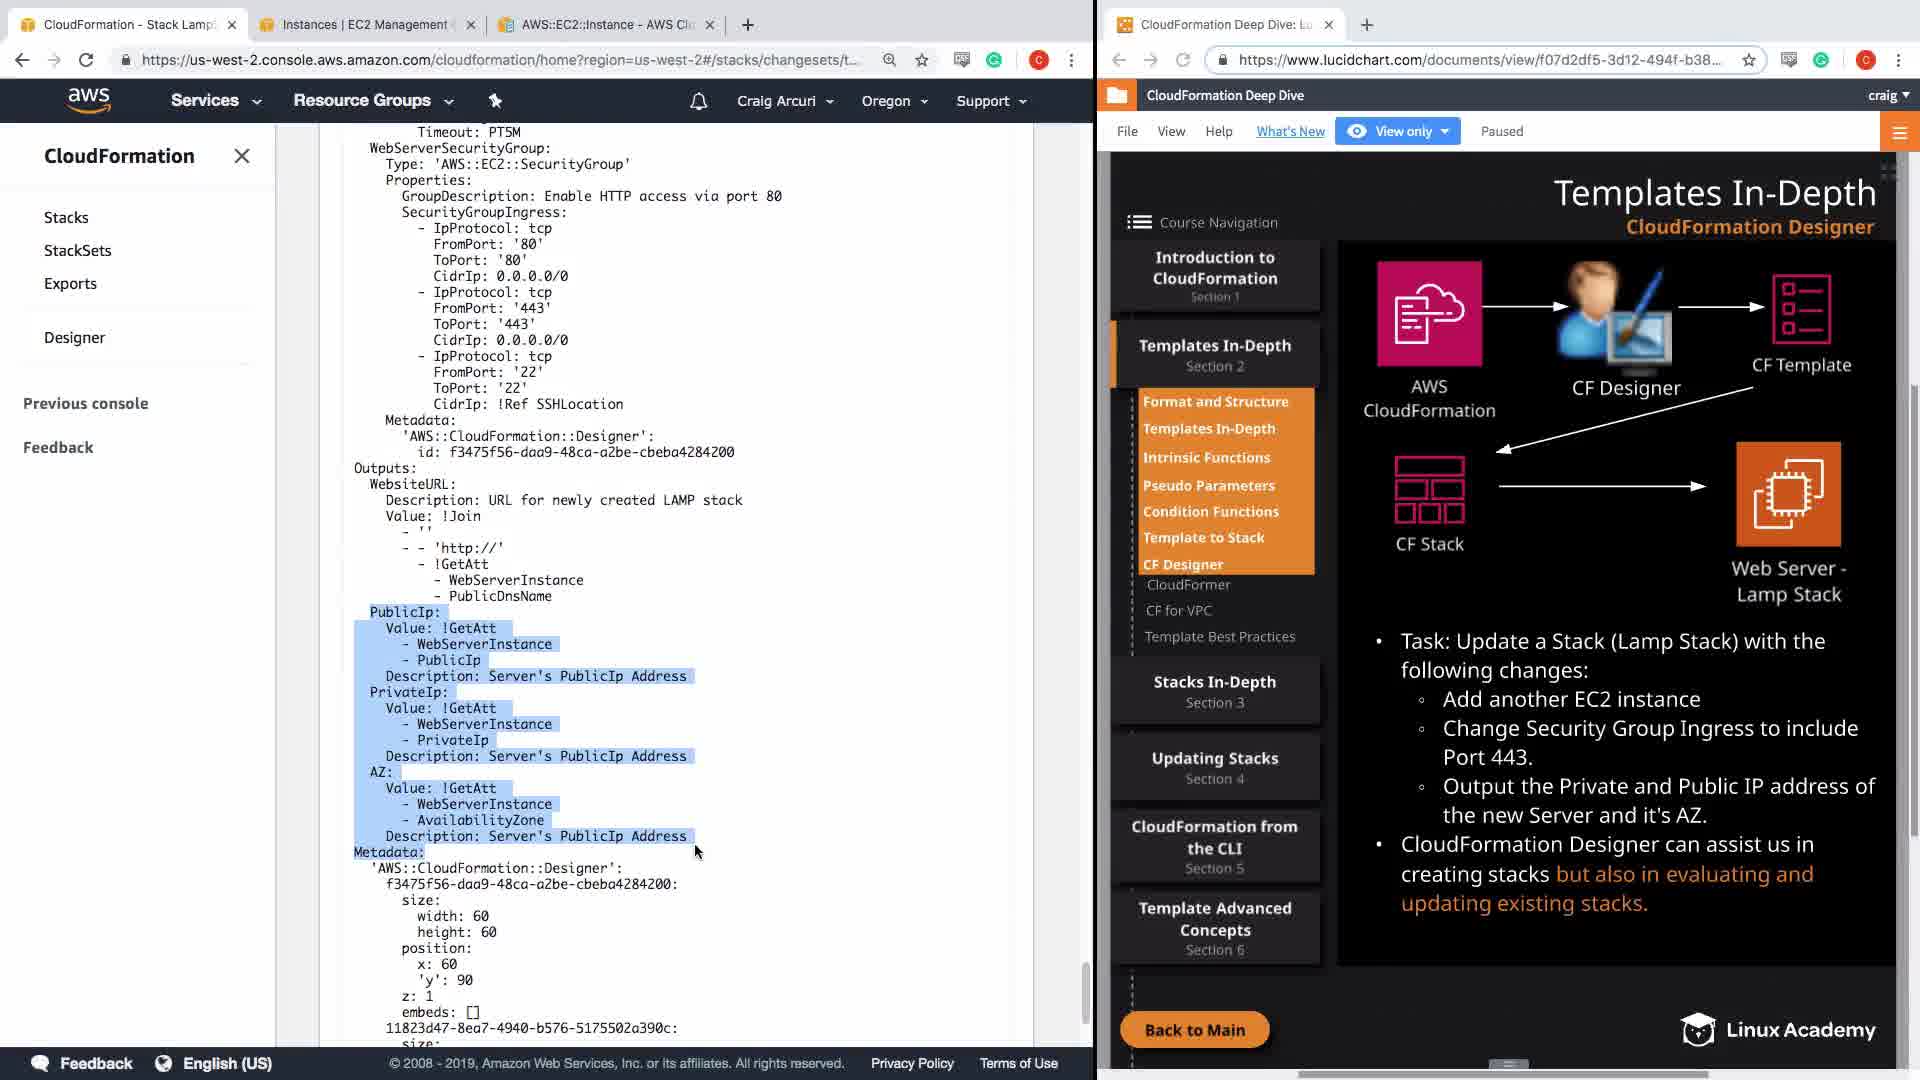 CloudFormation - Stack Lamp
Instances | EC2 Management
AWS::EC2::Instance - AWS Clo
https://us-west-2.console.aws.amazon.com/cloudformation/home?region=us-west-2#/stacks/changesets/t...
C
aws
Services
Resource Groups
Craig Arcuri
Oregon
Support
CloudFormation
Stacks
StackSets
Exports
Designer
Previous console
Feedback
Timeout: PT5M
WebServerSecurityGroup:
Type: 'AWS::EC2::SecurityGroup'
Properties:
GroupDescription: Enable HTTP access via port 80
SecurityGroupIngress:
- IpProtocol: tcp
FromPort: '80'
ToPort: '80'
CidrIp: 0.0.0.0/0
- IpProtocol: tcp
FromPort: '443'
ToPort: '443'
CidrIp: 0.0.0.0/0
- IpProtocol: tcp
FromPort: '22'
ToPort: '22'
CidrIp: !Ref SSHLocation
Metadata:
'AWS::CloudFormation::Designer':
id: f3475f56-daa9-48ca-a2be-cbeba4284200
Outputs:
WebsiteURL:
Description: URL for newly created LAMP stack
Value: !Join
- ''
- - 'http://'
- !GetAtt
- WebServerInstance
- PublicDnsName
PublicIp:
Value: !GetAtt
- WebServerInstance
- PublicIp
Description: Server's PublicIp Address
PrivateIp:
Value: !GetAtt
- WebServerInstance
- PrivateIp
Description: Server's PublicIp Address
AZ:
Value: !GetAtt
- WebServerInstance
- AvailabilityZone
Description: Server's PublicIp Address
Metadata:
'AWS::CloudFormation::Designer':
f3475f56-daa9-48ca-a2be-cbeba4284200:
size:
width: 60
height: 60
position:
x: 60
'y': 90
z: 1
embeds: []
11823d47-8ea7-4940-b576-5175502a390c:
size:
Feedback
English (US)
© 2008 - 2019, Amazon Web Services, Inc. or its affiliates. All rights reserved.
Privacy Policy
Terms of Use
CloudFormation Deep Dive: Lu
https://www.lucidchart.com/documents/view/f07d2df5-3d12-494f-b38...
C
CloudFormation Deep Dive
craig
File
View
Help
What's New
View only
Paused
Templates In-Depth
CloudFormation Designer
Course Navigation
Introduction to
CloudFormation
Section 1
Templates In-Depth
Section 2
Format and Structure
Templates In-Depth
Intrinsic Functions
Pseudo Parameters
Condition Functions
Template to Stack
CF Designer
CloudFormer
CF for VPC
Template Best Practices
Stacks In-Depth
Section 3
Updating Stacks
Section 4
CloudFormation from
the CLI
Section 5
Template Advanced
Concepts
Section 6
Back to Main
AWS
CloudFormation
CF Designer
CF Template
CF Stack
Web Server -
Lamp Stack
• Task: Update a Stack (Lamp Stack) with the
following changes:
◦ Add another EC2 instance
◦ Change Security Group Ingress to include
Port 443.
◦ Output the Private and Public IP address of
the new Server and it's AZ.
• CloudFormation Designer can assist us in
creating stacks but also in evaluating and
updating existing stacks.
Linux Academy